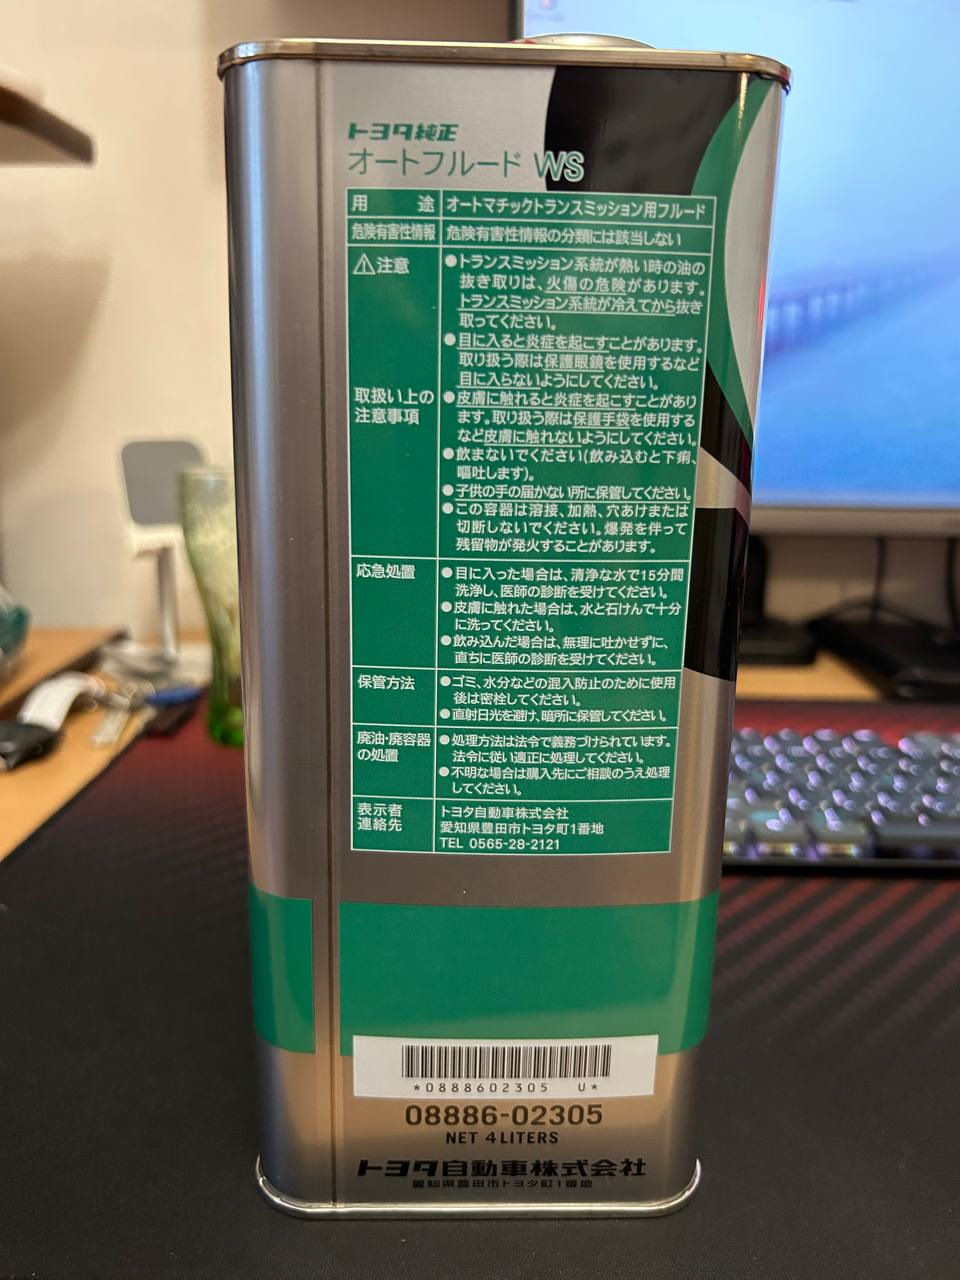 トヨタ純正
オートフルード WS
用 途 オートマチックトランスミッション用フルード
危険有害性情報 危険有害性情報の分類には該当しない
⚠注意
取扱い上の
注意事項
●トランスミッション系統が熱い時の油の
抜き取りは、火傷の危険があります。
トランスミッション系統が冷えてから抜き
取ってください。
●目に入ると炎症を起こすことがあります。
取り扱う際は保護眼鏡を使用するなど
目に入らないようにしてください。
●皮膚に触れると炎症を起こすことがあり
ます。取り扱う際は保護手袋を使用する
など皮膚に触れないようにしてください。
●飲まないでください(飲み込むと下痢、
嘔吐します)。
●子供の手の届かない所に保管してください。
●この容器は溶接、加熱、穴あけまたは
切断しないでください。爆発を伴って
残留物が発火することがあります。
応急処置
●目に入った場合は、清浄な水で15分間
洗浄し、医師の診断を受けてください。
●皮膚に触れた場合は、水と石けんで十分
に洗ってください。
●飲み込んだ場合は、無理に吐かせずに、
直ちに医師の診断を受けてください。
保管方法
●ゴミ、水分などの混入防止のために使用
後は密栓してください。
●直射日光を避け、暗所に保管してください。
廃油・廃容器
の処置
●処理方法は法令で義務づけられています。
法令に従い適正に処理してください。
●不明な場合は購入先にご相談のうえ処理
してください。
表示者
連絡先
トヨタ自動車株式会社
愛知県豊田市トヨタ町1番地
TEL 0565-28-2121
*0888602305 U*
08886-02305
NET 4 LITERS
トヨタ自動車株式会社
愛知県豊田市トヨタ町1番地